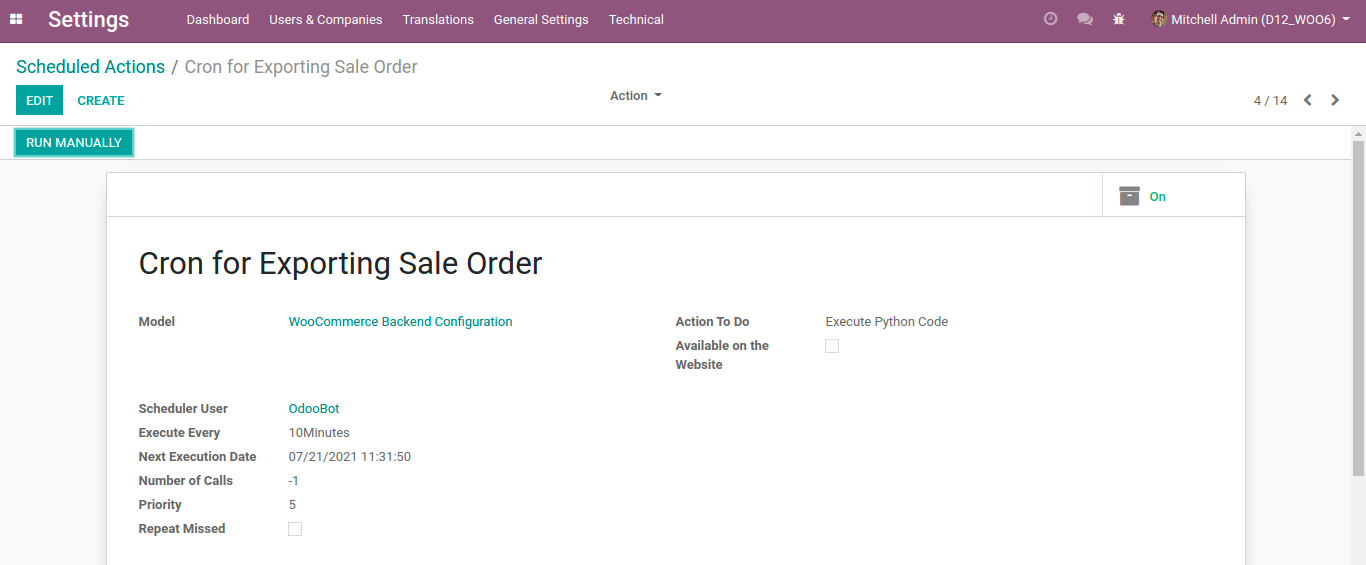 Settings Dashboard Users & Companies Translations General Settings Technical Mitchell Admin (D12_WOO6)
Scheduled Actions / Cron for Exporting Sale Order
EDIT CREATE Action 4 / 14
RUN MANUALLY
On
Cron for Exporting Sale Order
Model WooCommerce Backend Configuration Action To Do Execute Python Code
Available on the
Website
Scheduler User OdooBot
Execute Every 10Minutes
Next Execution Date 07/21/2021 11:31:50
Number of Calls -1
Priority 5
Repeat Missed